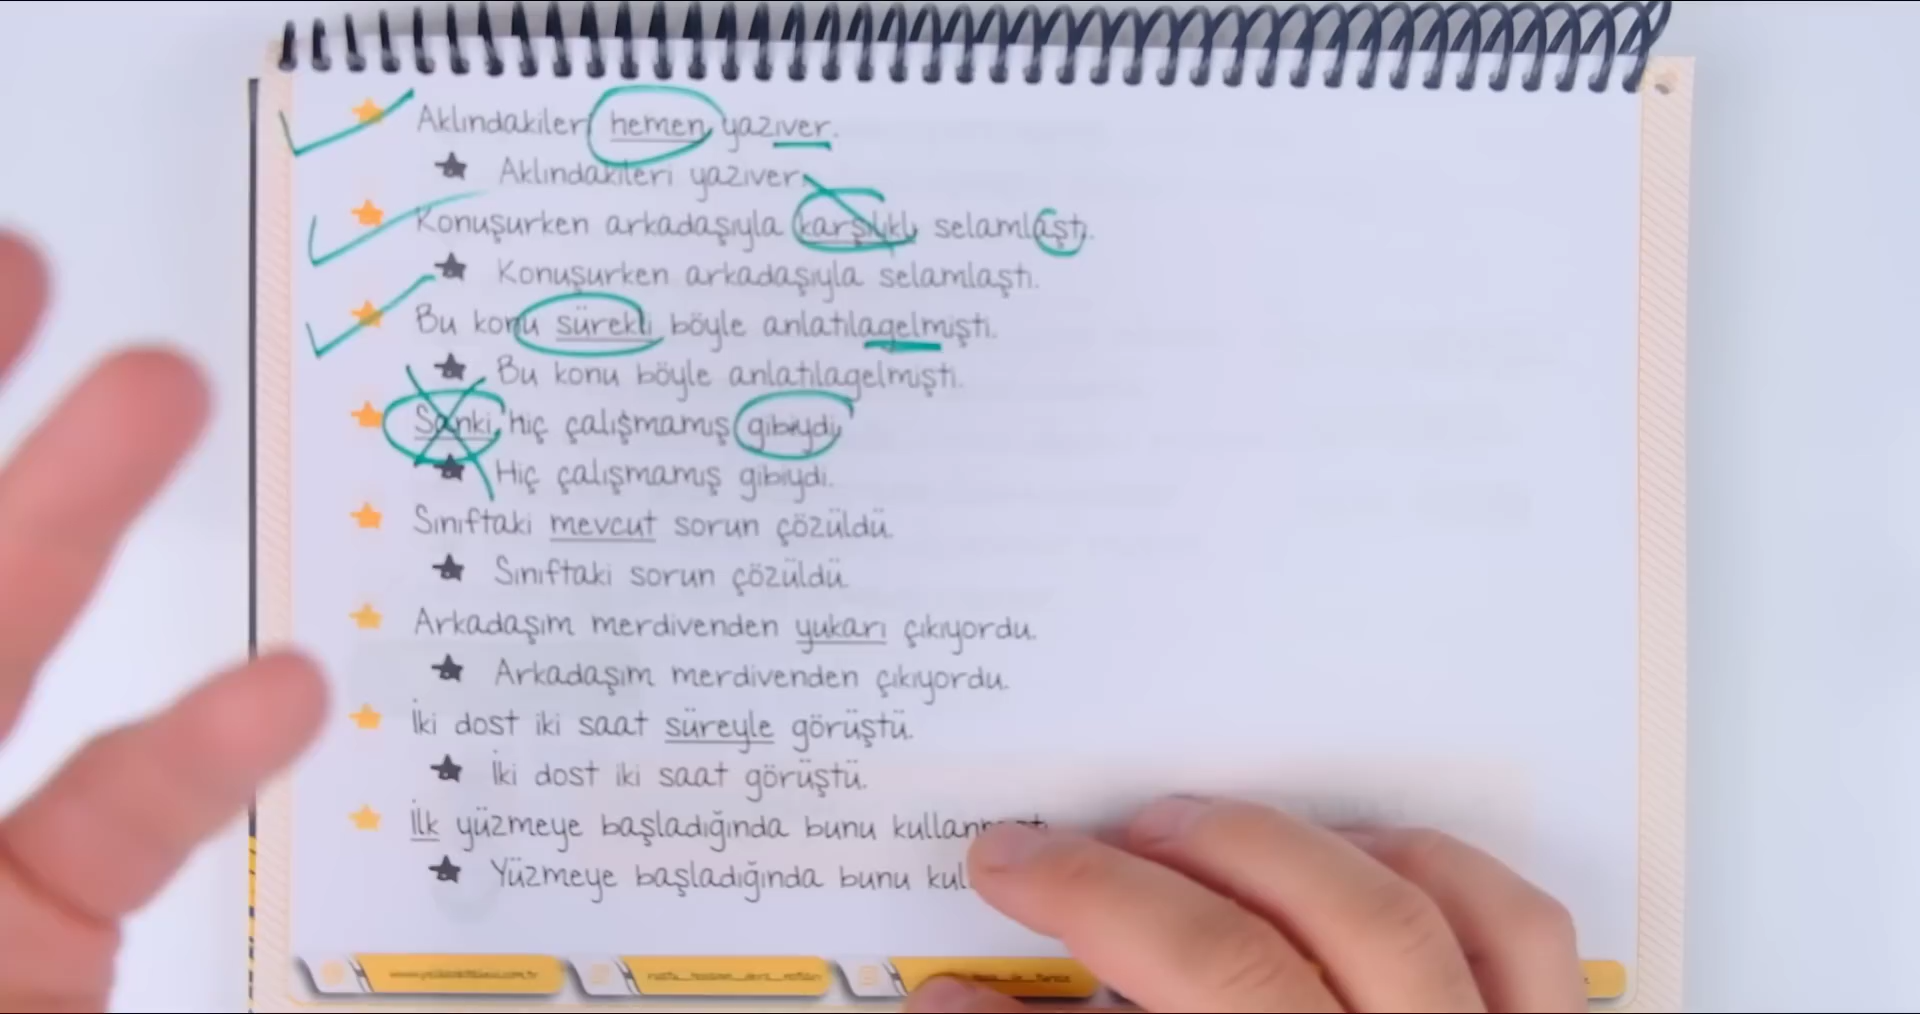 Aklındakileri hemen yazıver.
Aklındakileri yazıver.
Konuşurken arkadaşıyla karşılıklı selamlaştı.
Konuşurken arkadaşıyla selamlaştı.
Bu konu sürekli böyle anlatılagelmişti.
Bu konu böyle anlatılagelmişti.
Sanki hiç çalışmamış gibiydi.
Hiç çalışmamış gibiydi.
Sınıftaki mevcut sorun çözüldü.
Sınıftaki sorun çözüldü.
Arkadaşım merdivenden yukarı çıkıyordu.
Arkadaşım merdivenden çıkıyordu.
İki dost iki saat süreyle görüştü.
İki dost iki saat görüştü.
İlk yüzmeye başladığında bunu
Yüzmeye başladığında bunu